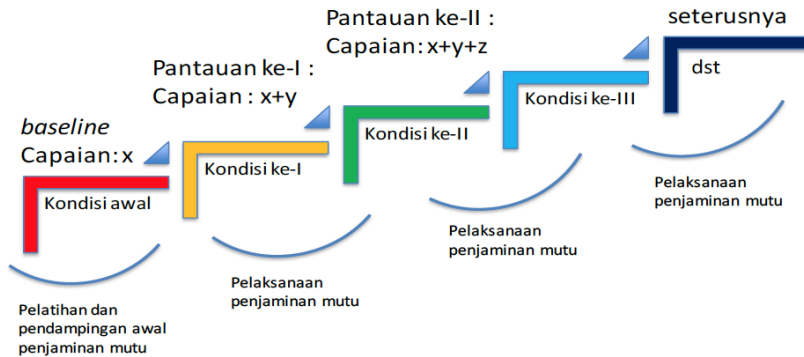 seterusnya
Pantauan ke-II :
Capaian: x+y+z
Pantauan ke-I :
Capaian : x+y
baseline
Capaian: x
dst
Kondisi ke-III
Kondisi ke-II
Kondisi ke-I
Kondisi awal
Pelaksanaan
penjaminan mutu
Pelaksanaan
penjaminan mutu
Pelaksanaan
penjaminan mutu
Pelatihan dan
pendampingan awal
penjaminan mutu